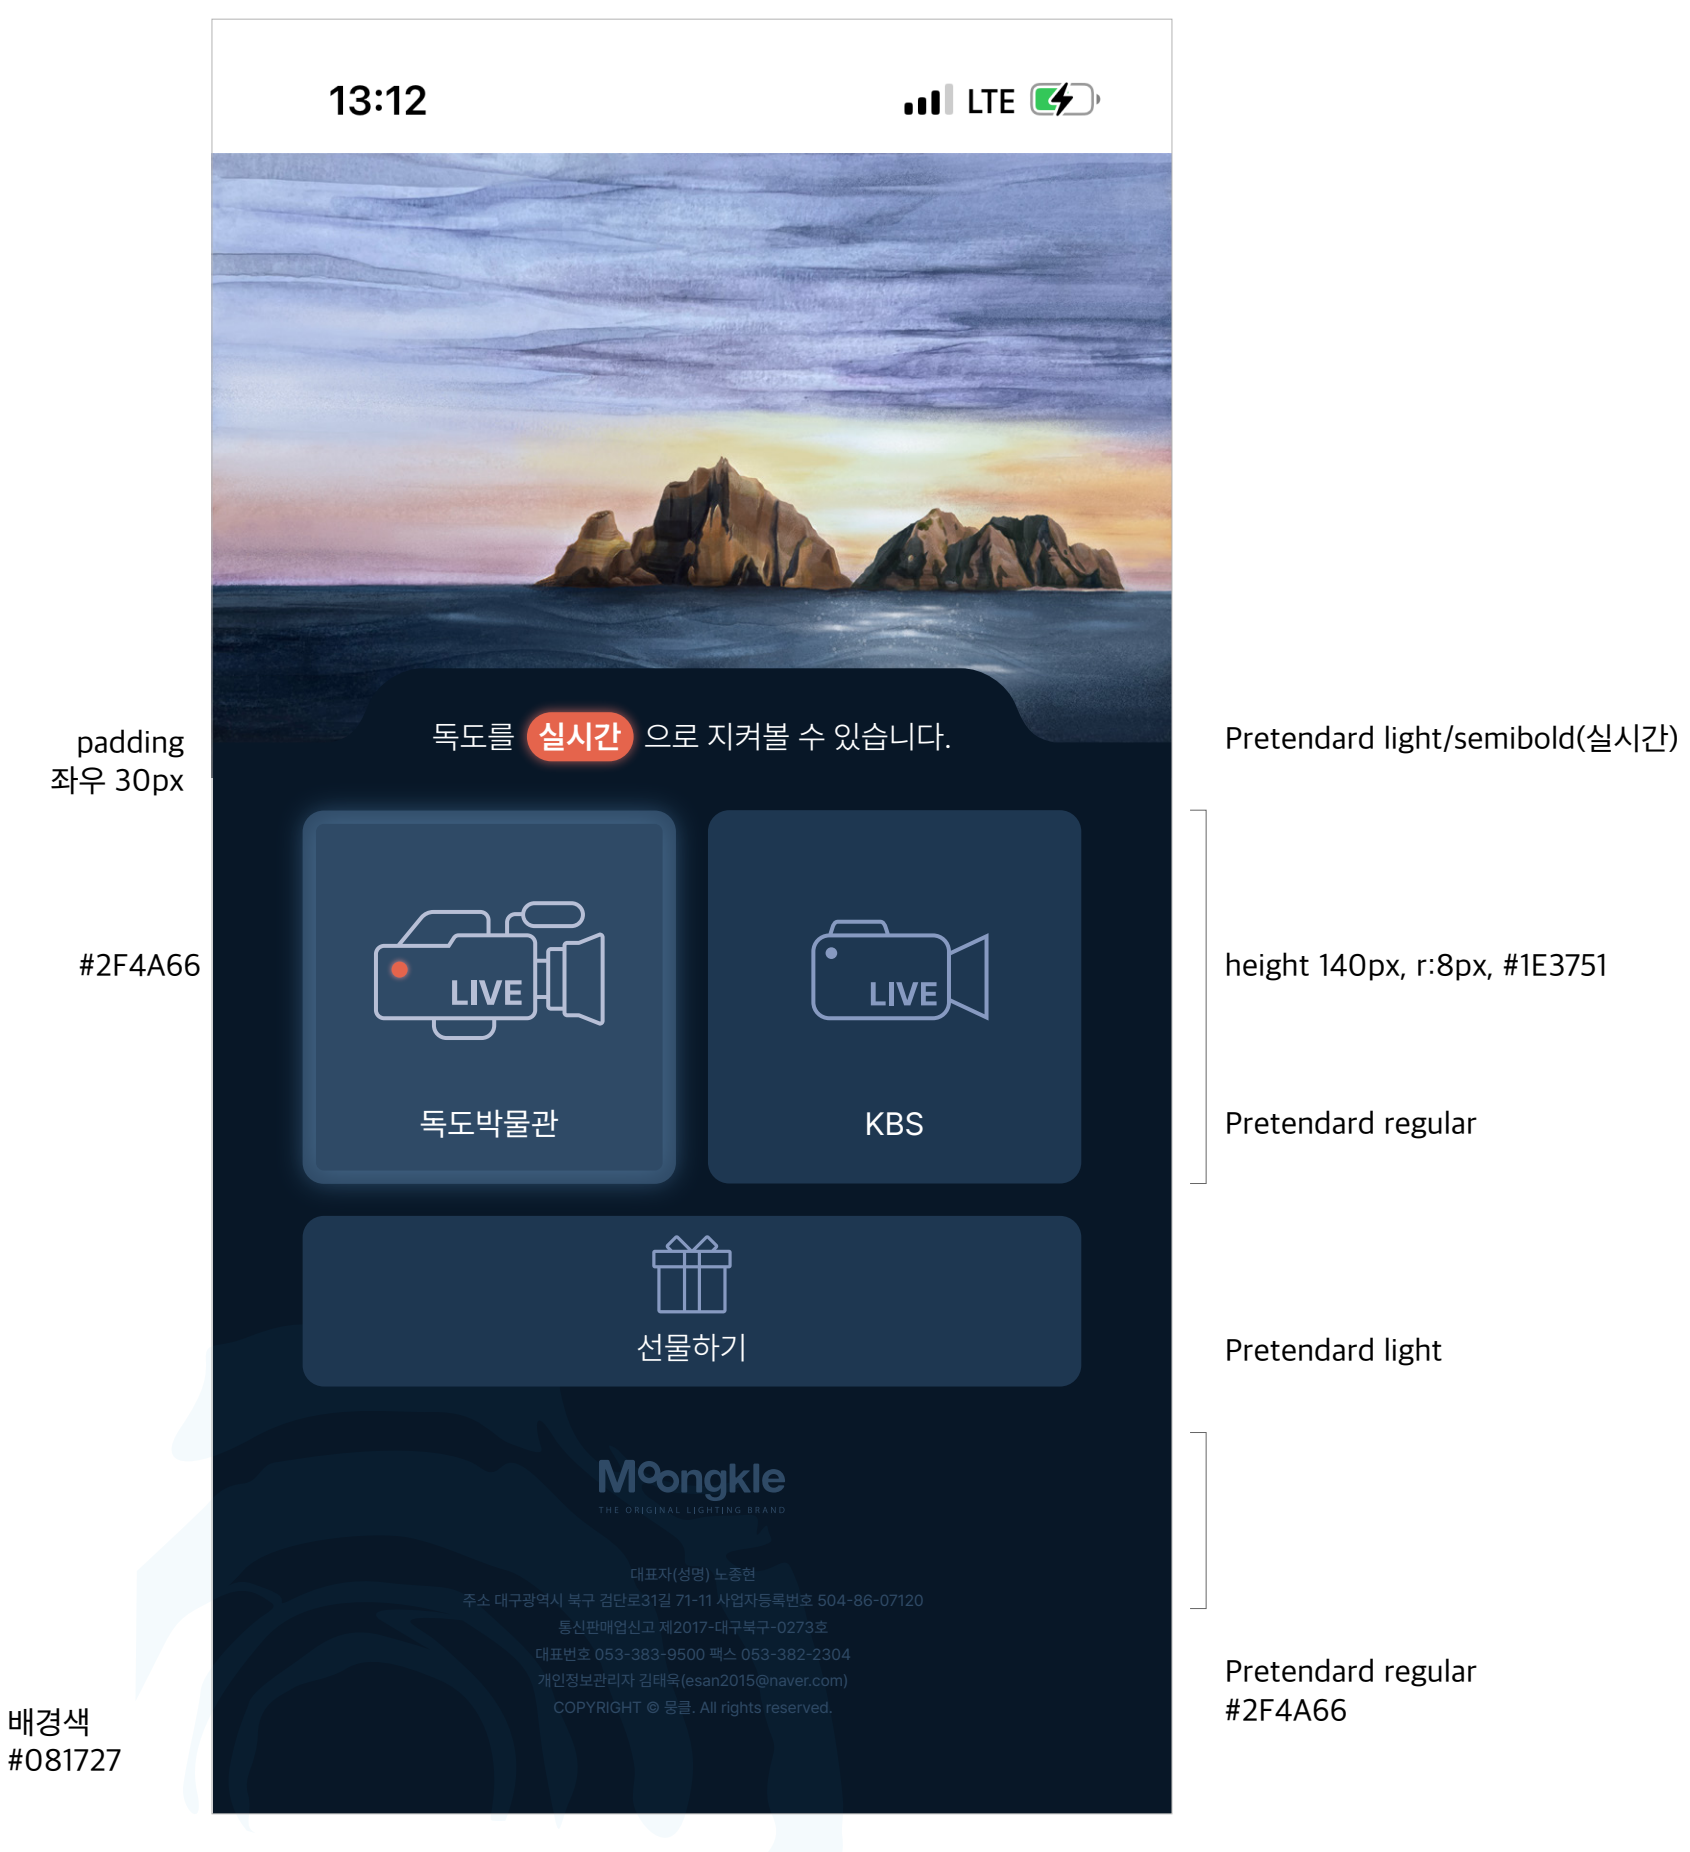 13:12
LTE
독도를 실시간 으로 지켜볼 수 있습니다.
padding
좌우 30px
Pretendard light/semibold(실시간)
#2F4A66
LIVE
LIVE
height 140px, r:8px, #1E3751
독도박물관
KBS
Pretendard regular
선물하기
Pretendard light
Moongkle
THE ORIGINAL LIGHTING BRAND
대표자(성명) 노종현
주소 대구광역시 북구 검단로31길 71-11 사업자등록번호 504-86-07120
통신판매업신고 제2017-대구북구-0273호
대표번호 053-383-9500 팩스 053-382-2304
개인정보관리자 김태욱(esan2015@naver.com)
COPYRIGHT © 뭉클. All rights reserved.
Pretendard regular
#2F4A66
배경색
#081727